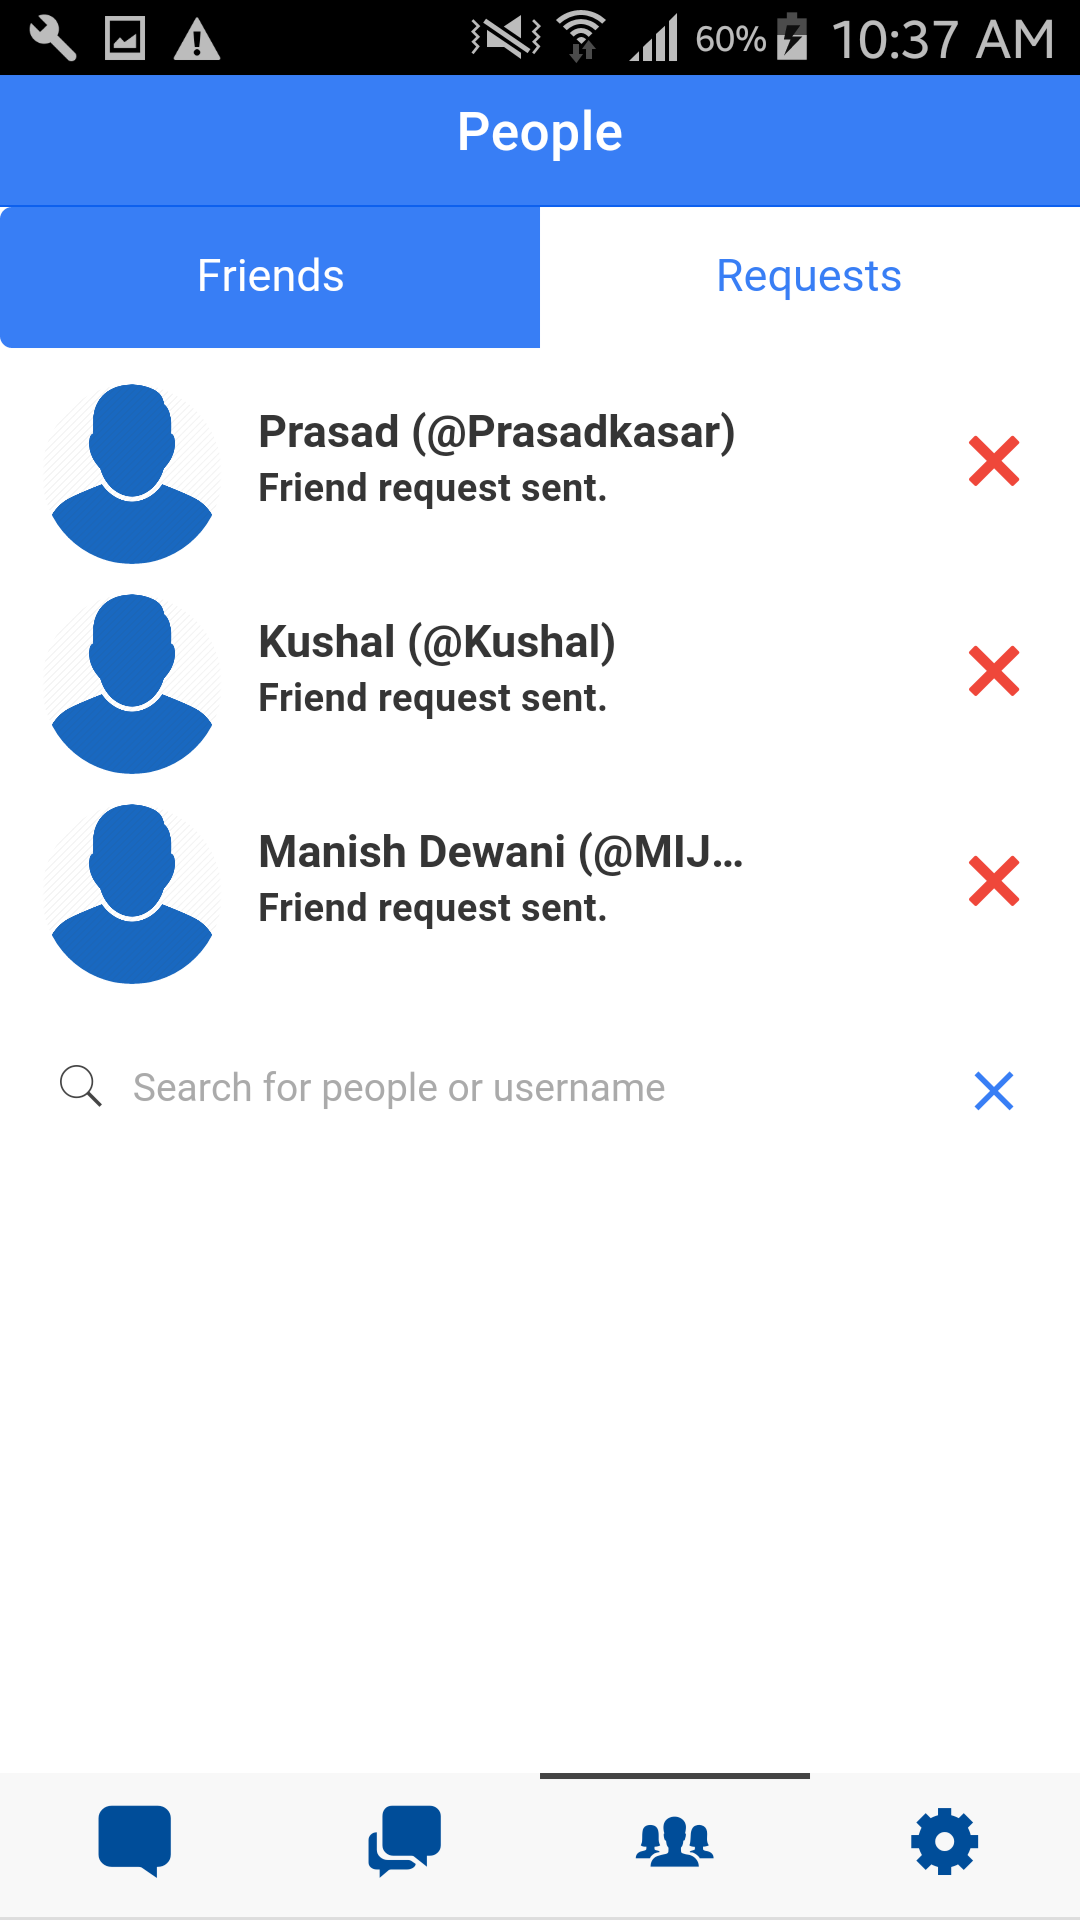 60% 10:37 AM
People
Friends
Requests
Prasad (@Prasadkasar)
Friend request sent.
Kushal (@Kushal)
Friend request sent.
Manish Dewani (@MIJ...
Friend request sent.
Search for people or username